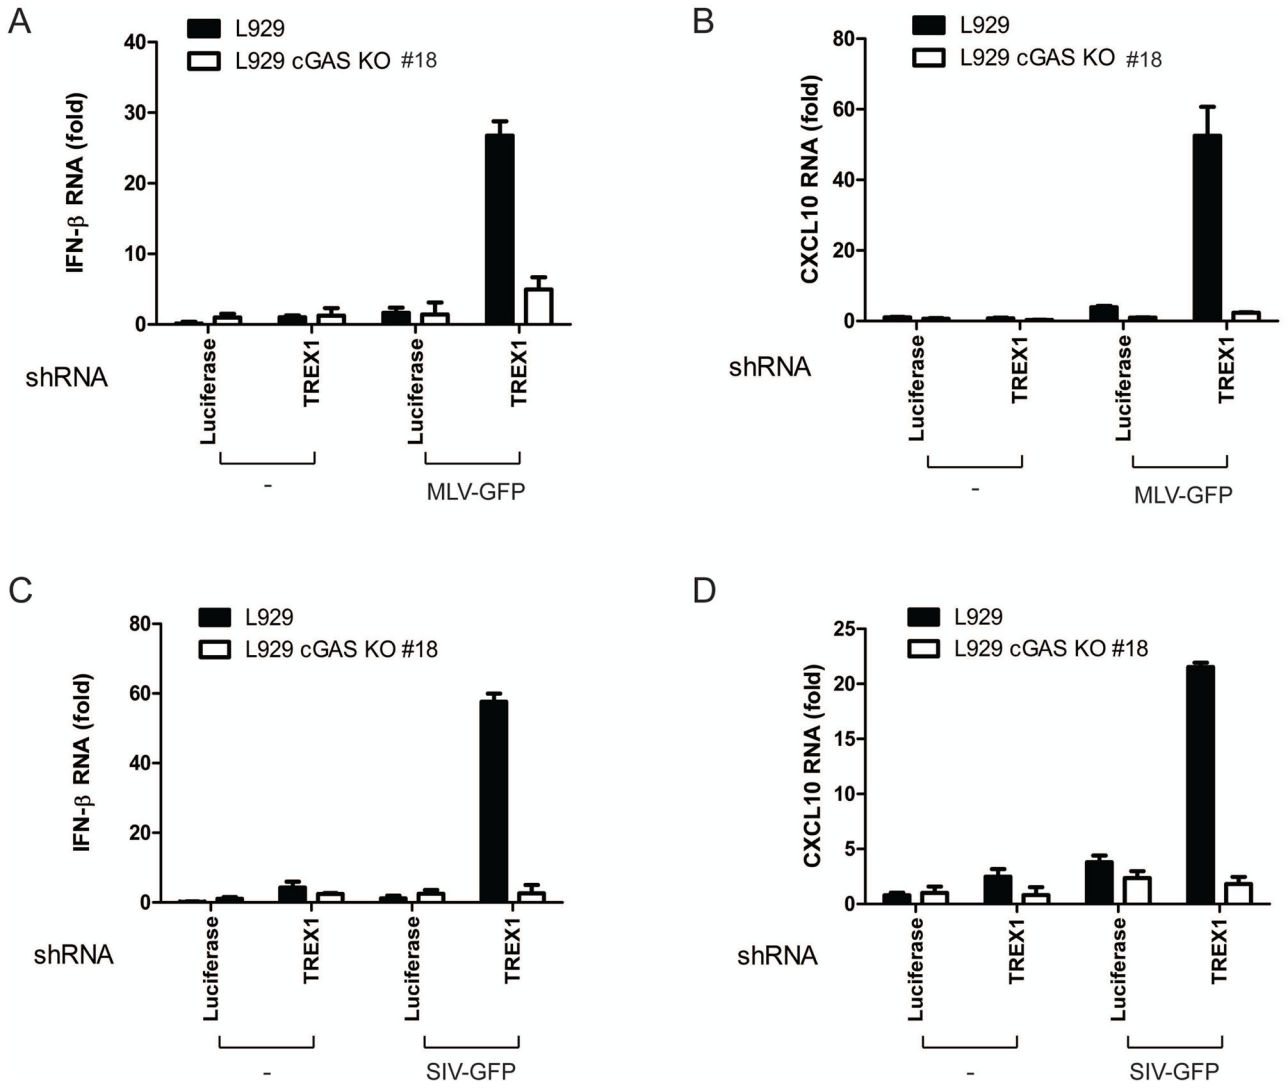 A
L929
L929 cGAS KO #18
IFN-β RNA (fold)
40
30
20
10
0
shRNA
Luciferase
TREX1
Luciferase
TREX1
-
MLV-GFP
B
L929
L929 cGAS KO #18
CXCL10 RNA (fold)
80
60
40
20
0
shRNA
Luciferase
TREX1
Luciferase
TREX1
-
MLV-GFP
C
L929
L929 cGAS KO #18
IFN-β RNA (fold)
80
60
40
20
0
shRNA
Luciferase
TREX1
Luciferase
TREX1
-
SIV-GFP
D
L929
L929 cGAS KO #18
CXCL10 RNA (fold)
25
20
15
10
5
0
shRNA
Luciferase
TREX1
Luciferase
TREX1
-
SIV-GFP